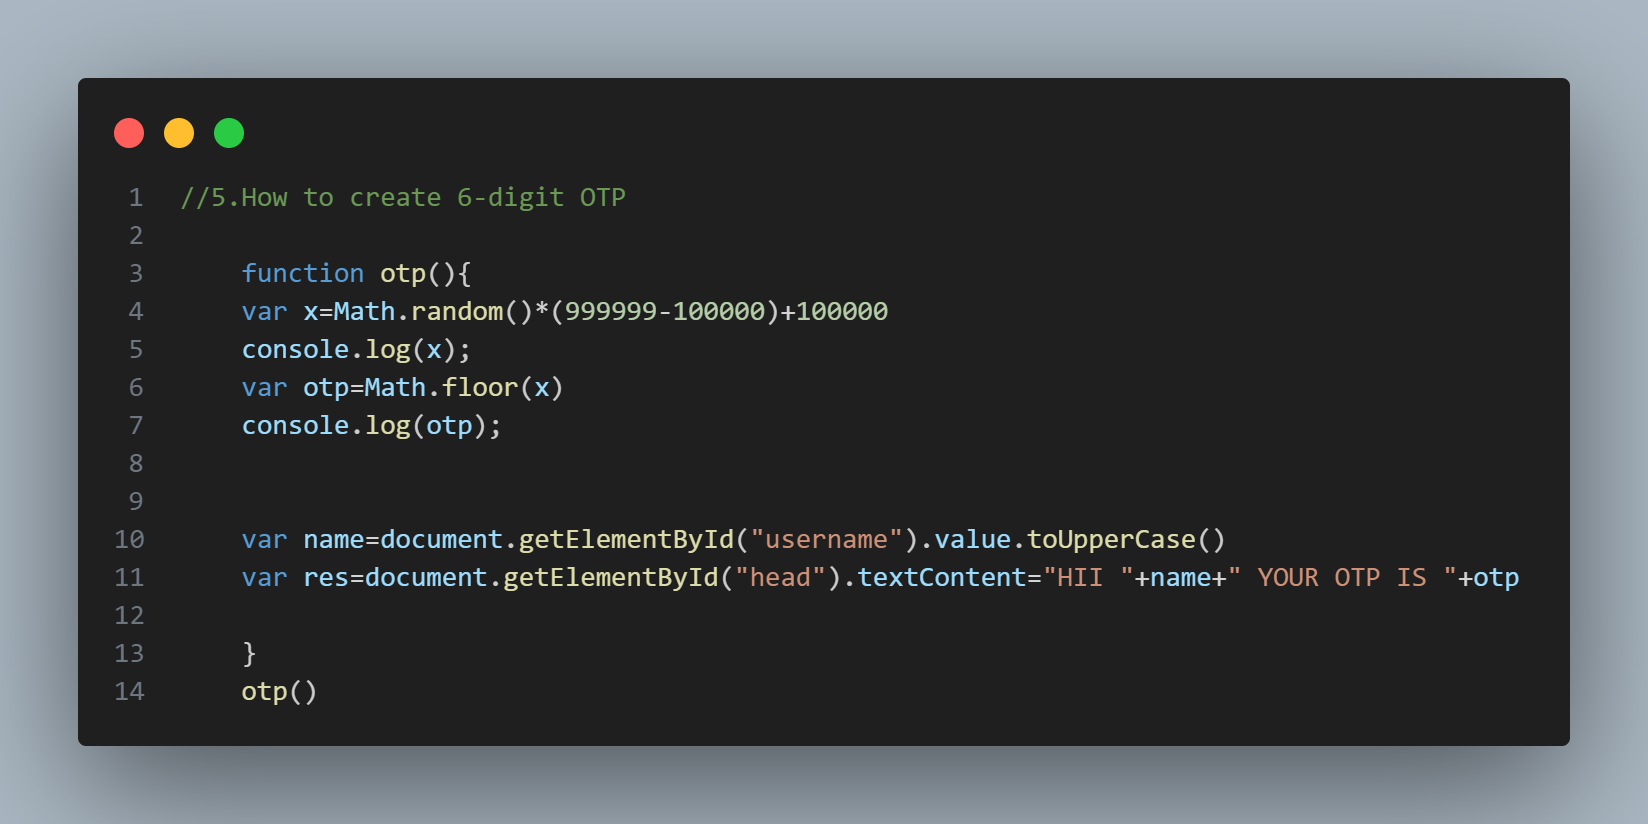 1 //5.How to create 6-digit OTP
2
3 function otp(){
4 var x=Math.random()*(999999-100000)+100000
5 console.log(x);
6 var otp=Math.floor(x)
7 console.log(otp);
8
9
10 var name=document.getElementById("username").value.toUpperCase()
11 var res=document.getElementById("head").textContent="HII "+name+" YOUR OTP IS "+otp
12
13 }
14 otp()